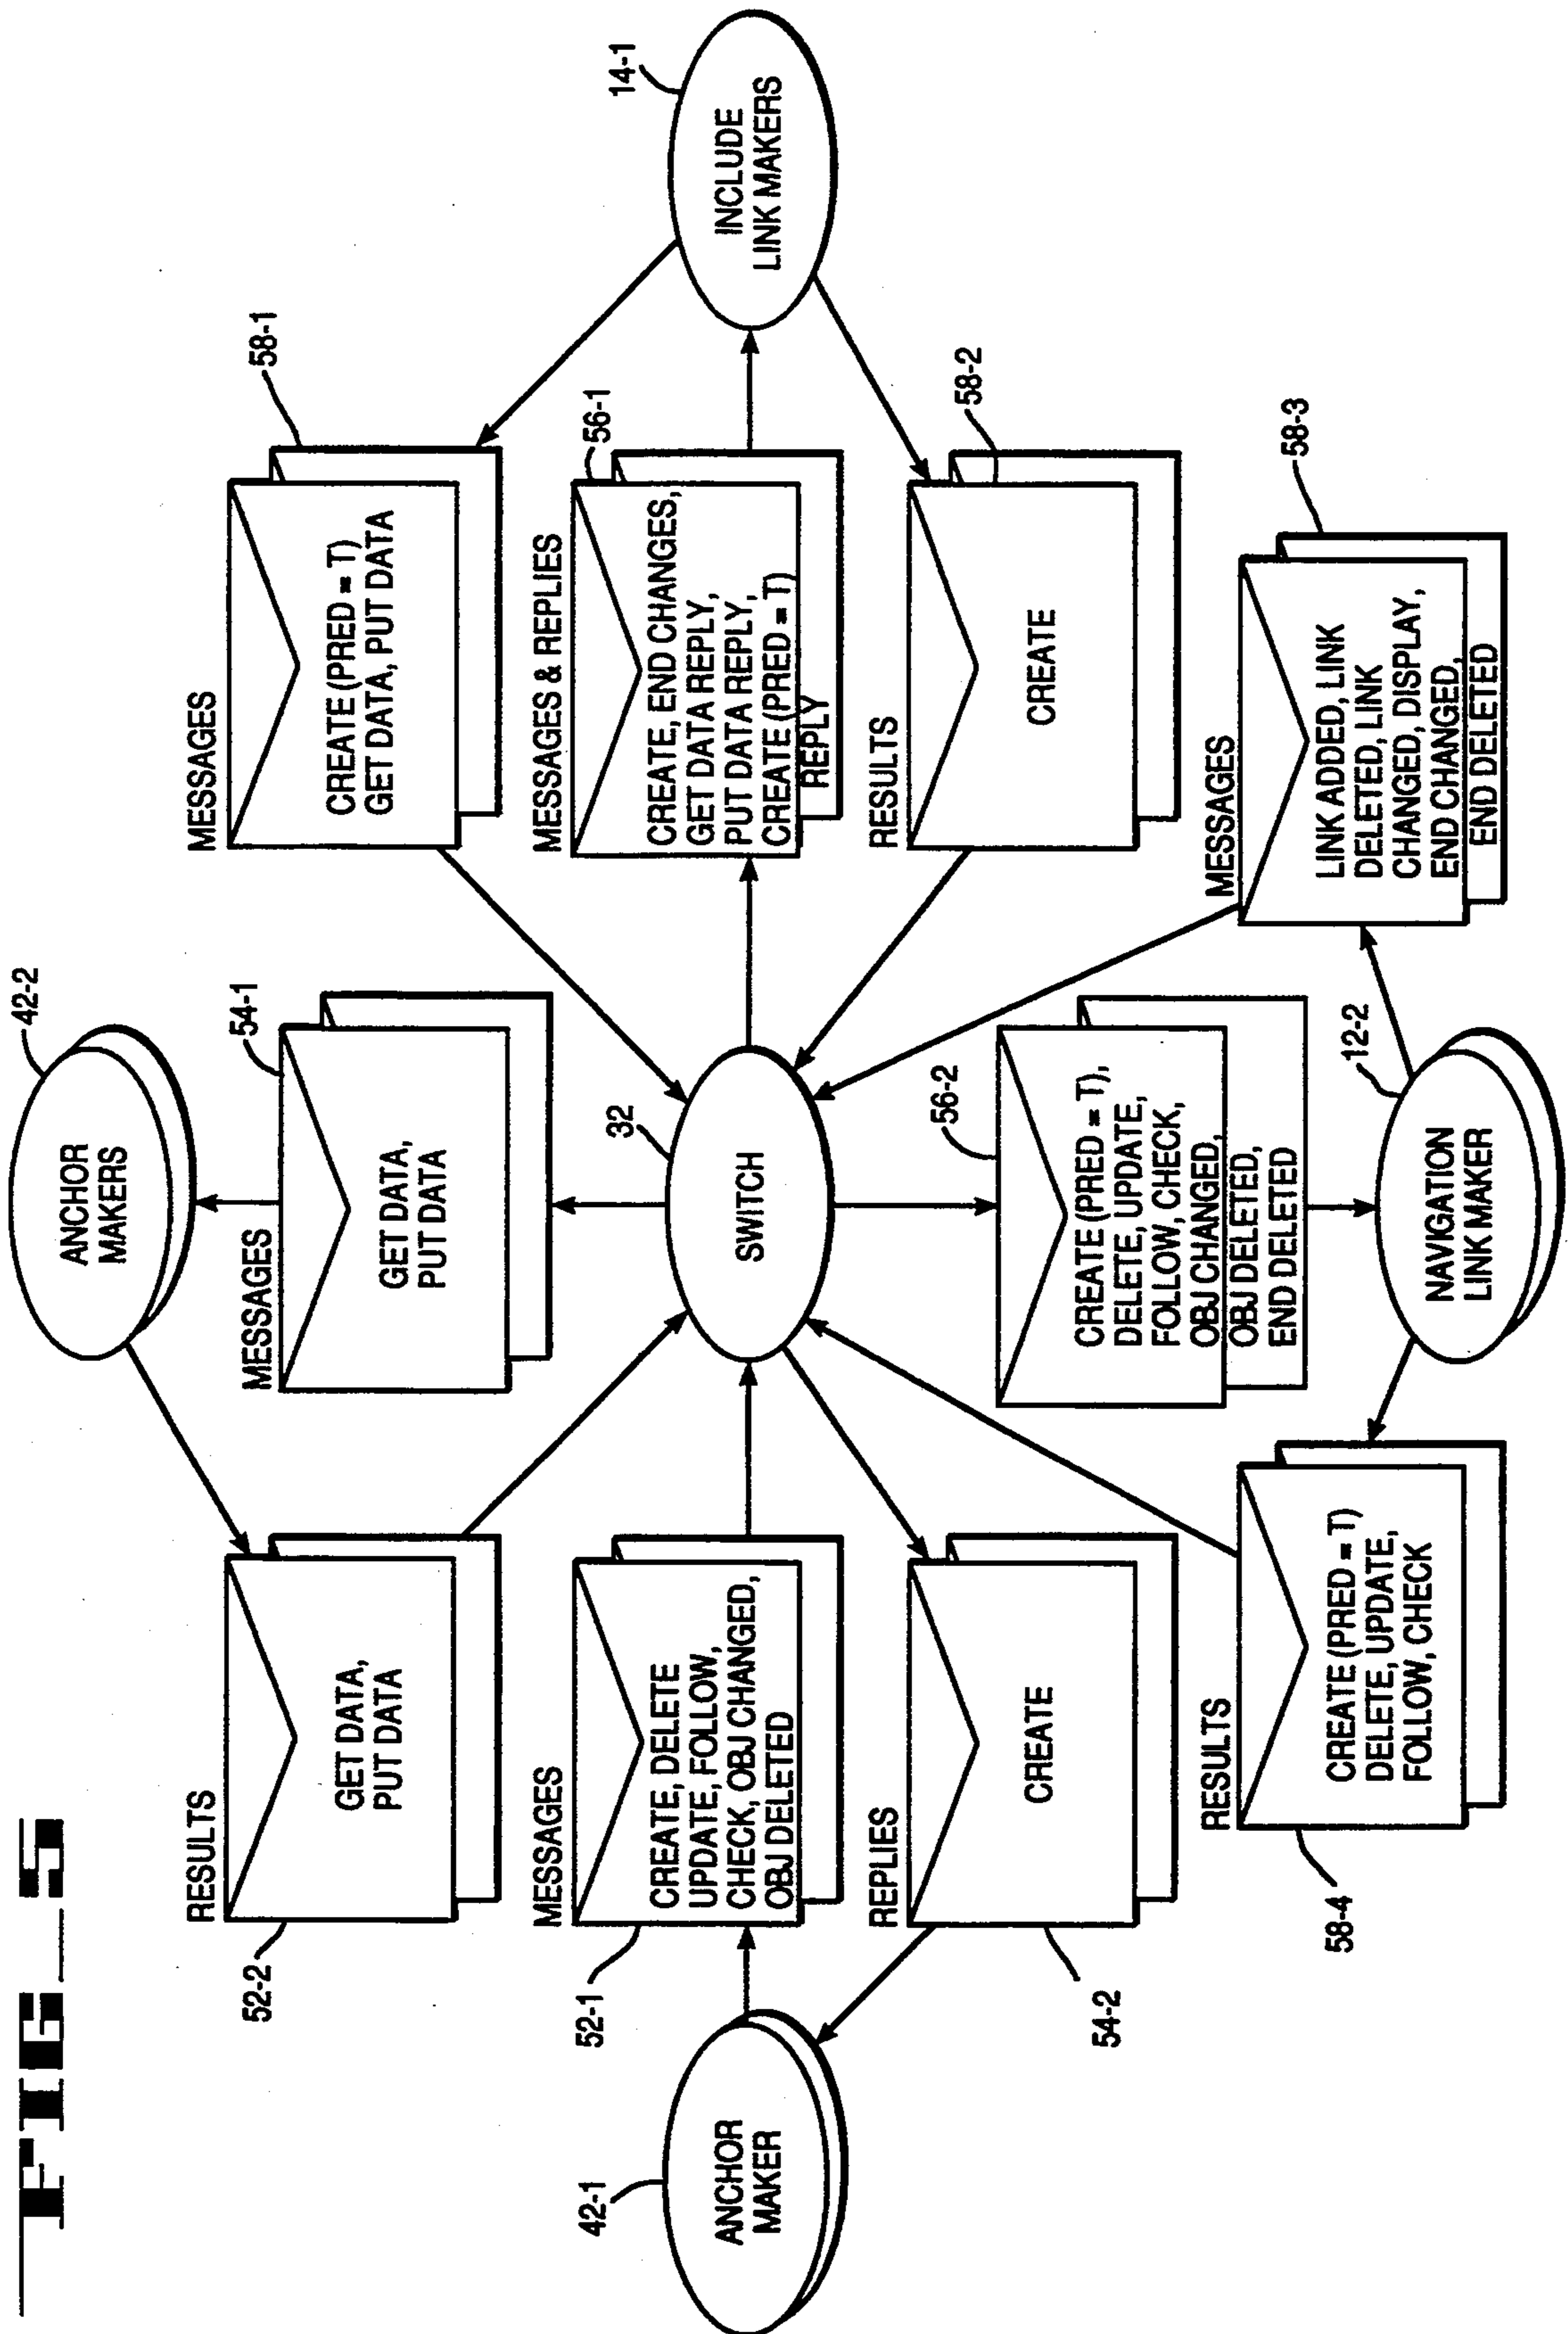 FIG_5
42-2
ANCHOR
MAKERS
RESULTS
GET DATA,
PUT DATA
52-2
MESSAGES
54-1
GET DATA,
PUT DATA
MESSAGES
58-1
CREATE (PRED = T)
GET DATA, PUT DATA
42-1
ANCHOR
MAKER
MESSAGES
CREATE, DELETE
UPDATE, FOLLOW,
CHECK, OBJ CHANGED,
OBJ DELETED
52-1
32
SWITCH
MESSAGES & REPLIES
56-1
CREATE, END CHANGES,
GET DATA REPLY,
PUT DATA REPLY,
CREATE (PRED = T)
REPLY
14-1
INCLUDE
LINK MAKERS
REPLIES
CREATE
54-2
56-2
CREATE (PRED = T),
DELETE, UPDATE,
FOLLOW, CHECK,
OBJ CHANGED,
OBJ DELETED,
END DELETED
RESULTS
58-2
CREATE
RESULTS
CREATE (PRED = T)
DELETE, UPDATE,
FOLLOW, CHECK
58-4
12-2
NAVIGATION
LINK MAKER
MESSAGES
58-3
LINK ADDED, LINK
DELETED, LINK
CHANGED, DISPLAY,
END CHANGED,
END DELETED